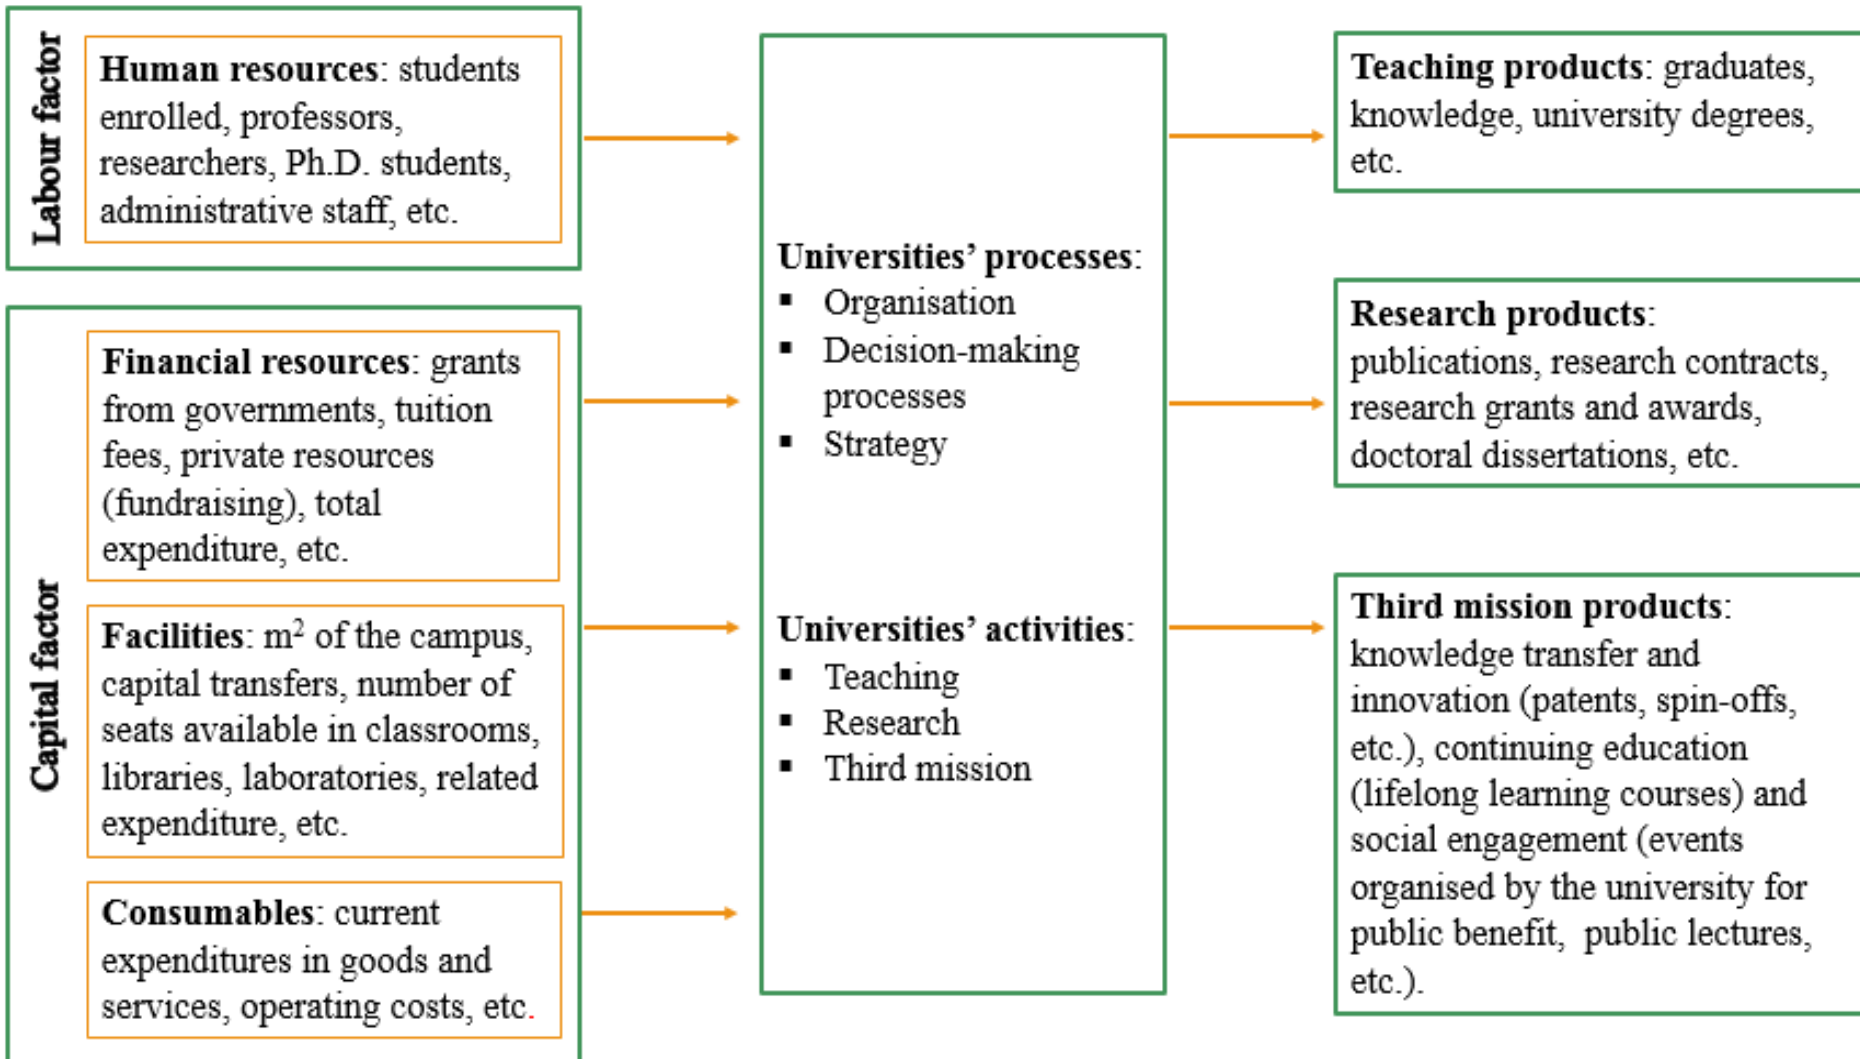 Labour factor
Human resources: students
enrolled, professors,
researchers, Ph.D. students,
administrative staff, etc.
Capital factor
Financial resources: grants
from governments, tuition
fees, private resources
(fundraising), total
expenditure, etc.
Facilities: m² of the campus,
capital transfers, number of
seats available in classrooms,
libraries, laboratories, related
expenditure, etc.
Consumables: current
expenditures in goods and
services, operating costs, etc.
Universities’ processes:
▪ Organisation
▪ Decision-making
processes
▪ Strategy
Universities’ activities:
▪ Teaching
▪ Research
▪ Third mission
Teaching products: graduates,
knowledge, university degrees,
etc.
Research products:
publications, research contracts,
research grants and awards,
doctoral dissertations, etc.
Third mission products:
knowledge transfer and
innovation (patents, spin-offs,
etc.), continuing education
(lifelong learning courses) and
social engagement (events
organised by the university for
public benefit, public lectures,
etc.).